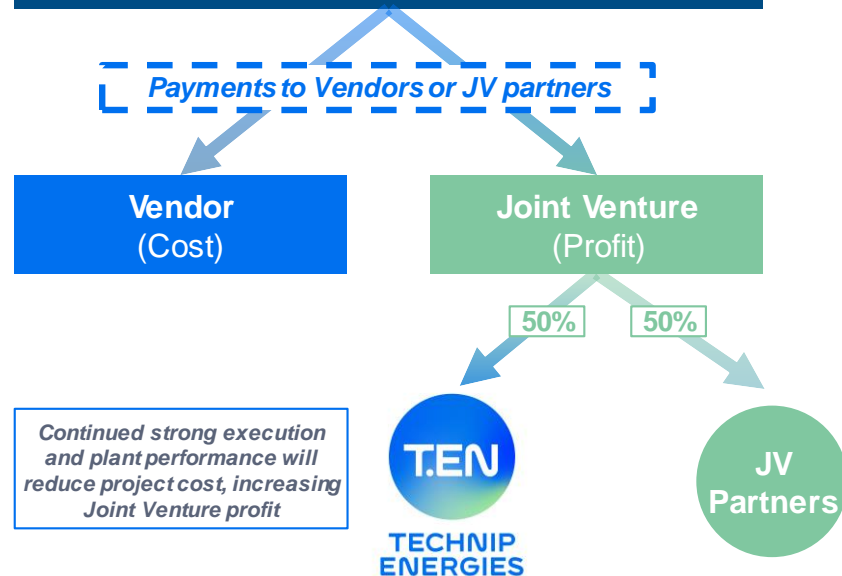 Payments to Vendors or JV partners
Vendor
(Cost)
Joint Venture
(Profit)
50%
50%
Continued strong execution
and plant performance will
reduce project cost, increasing
Joint Venture profit
T.EN
TECHNIP
ENERGIES
JV
Partners